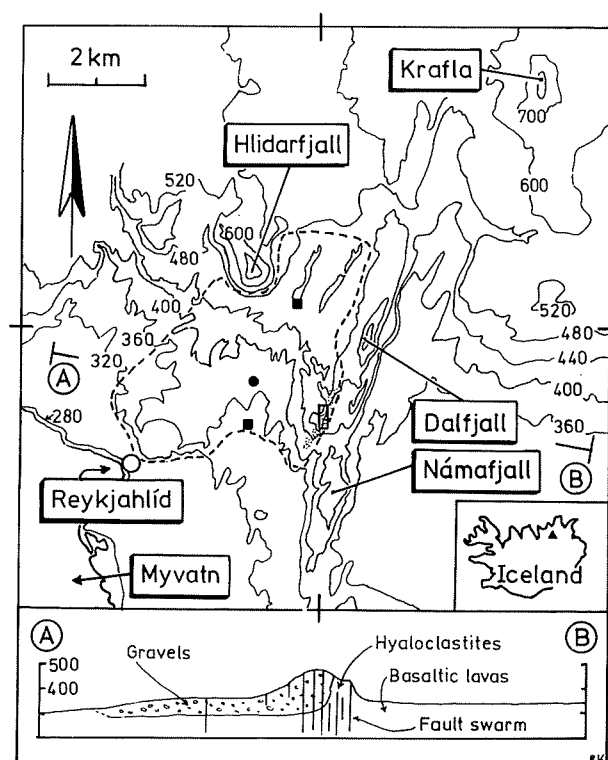 2 km
Krafla
700
Hlidarfjall
520
600
600
480
400
520
360
480
320
440
A
400
280
Dalfjall
360
Námafjall
B
Reykjahlíd
Myvatn
Iceland
A
B
Gravels
Hyaloclastites
500
Basaltic lavas
400
Fault swarm